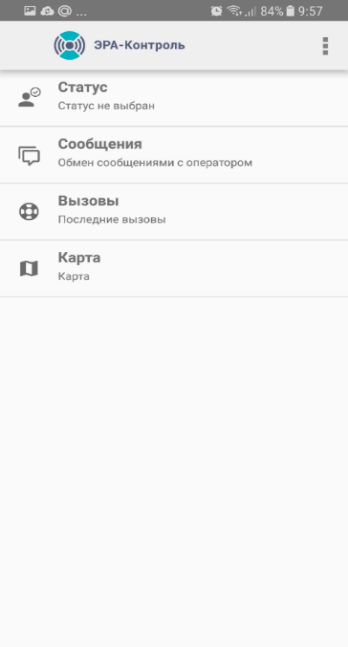 @ ... 84% 9:57
ЭРА-Контроль
Статус
Статус не выбран
Сообщения
Обмен сообщениями с оператором
Вызовы
Последние вызовы
Карта
Карта